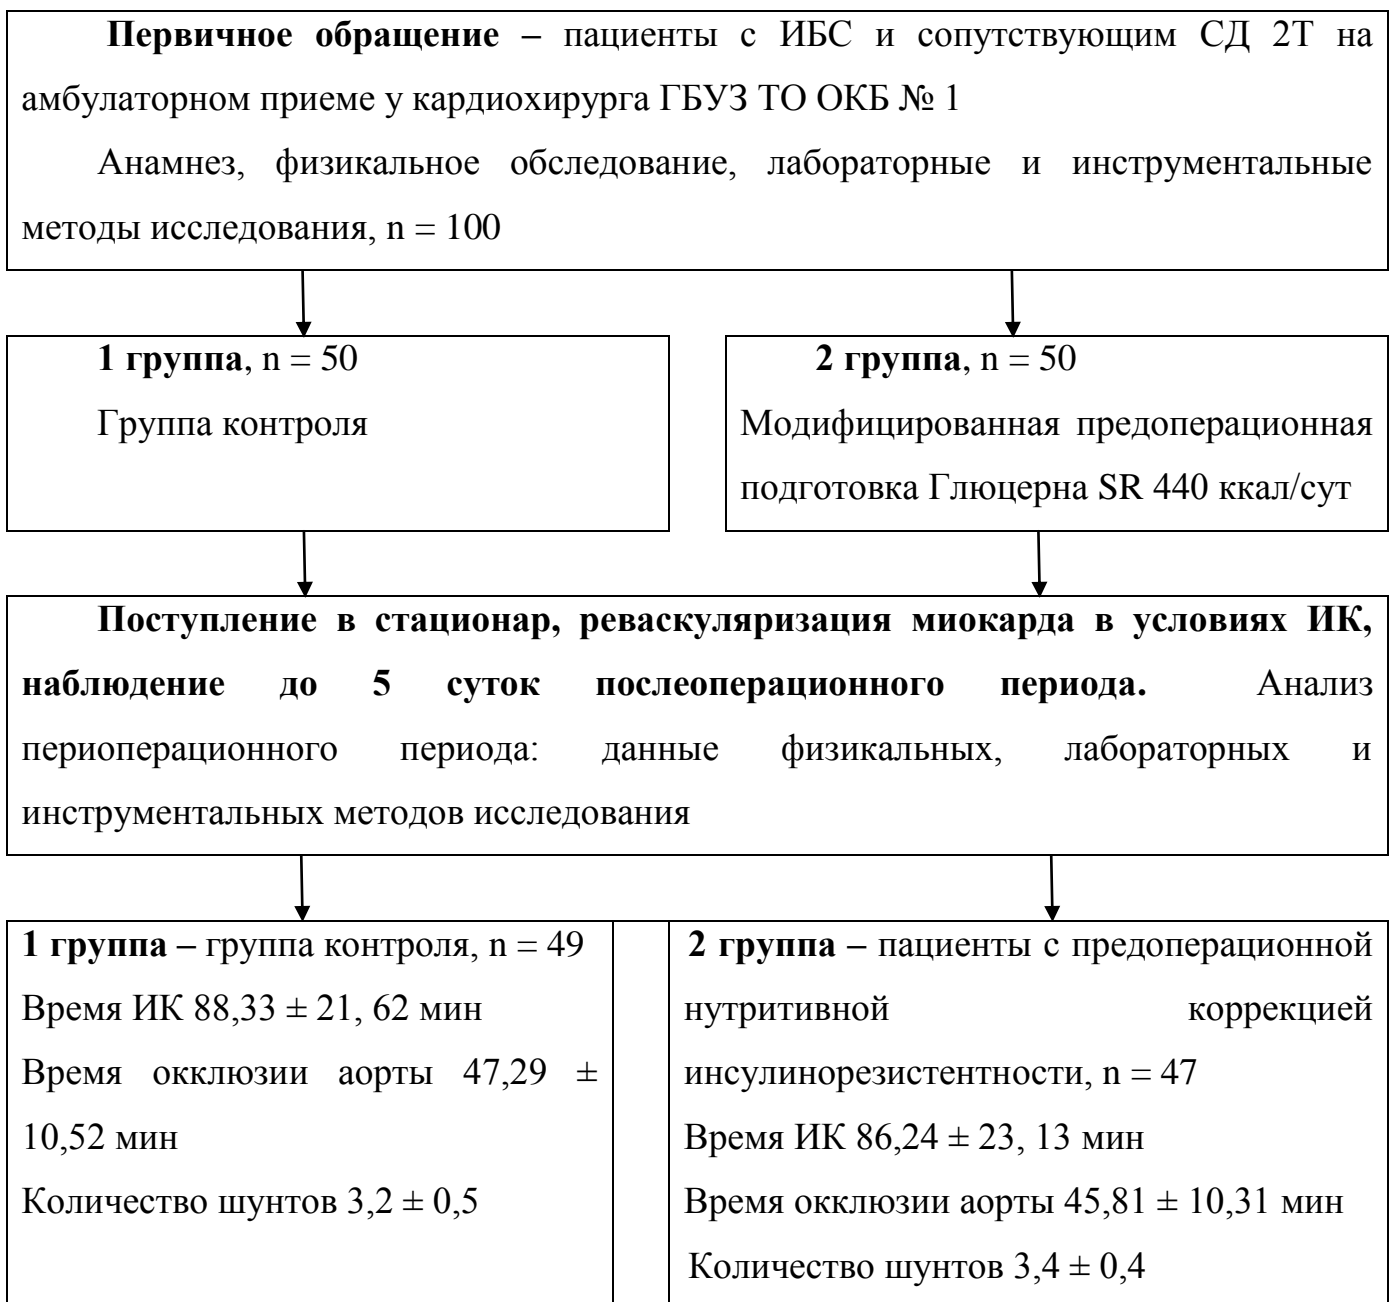 Первичное обращение – пациенты с ИБС и сопутствующим СД 2Т на
амбулаторном приеме у кардиохирурга ГБУЗ ТО ОКБ № 1
Анамнез, физикальное обследование, лабораторные и инструментальные
методы исследования, n = 100
1 группа, n = 50
Группа контроля
2 группа, n = 50
Модифицированная предоперационная
подготовка Глюцерна SR 440 ккал/сут
Поступление в стационар, реваскуляризация миокарда в условиях ИК,
наблюдение до 5 суток послеоперационного периода. Анализ
периоперационного периода: данные физикальных, лабораторных и
инструментальных методов исследования
1 группа – группа контроля, n = 49
Время ИК 88,33 ± 21, 62 мин
Время окклюзии аорты 47,29 ±
10,52 мин
Количество шунтов 3,2 ± 0,5
2 группа – пациенты с предоперационной
нутритивной коррекцией
инсулинорезистентности, n = 47
Время ИК 86,24 ± 23, 13 мин
Время окклюзии аорты 45,81 ± 10,31 мин
Количество шунтов 3,4 ± 0,4